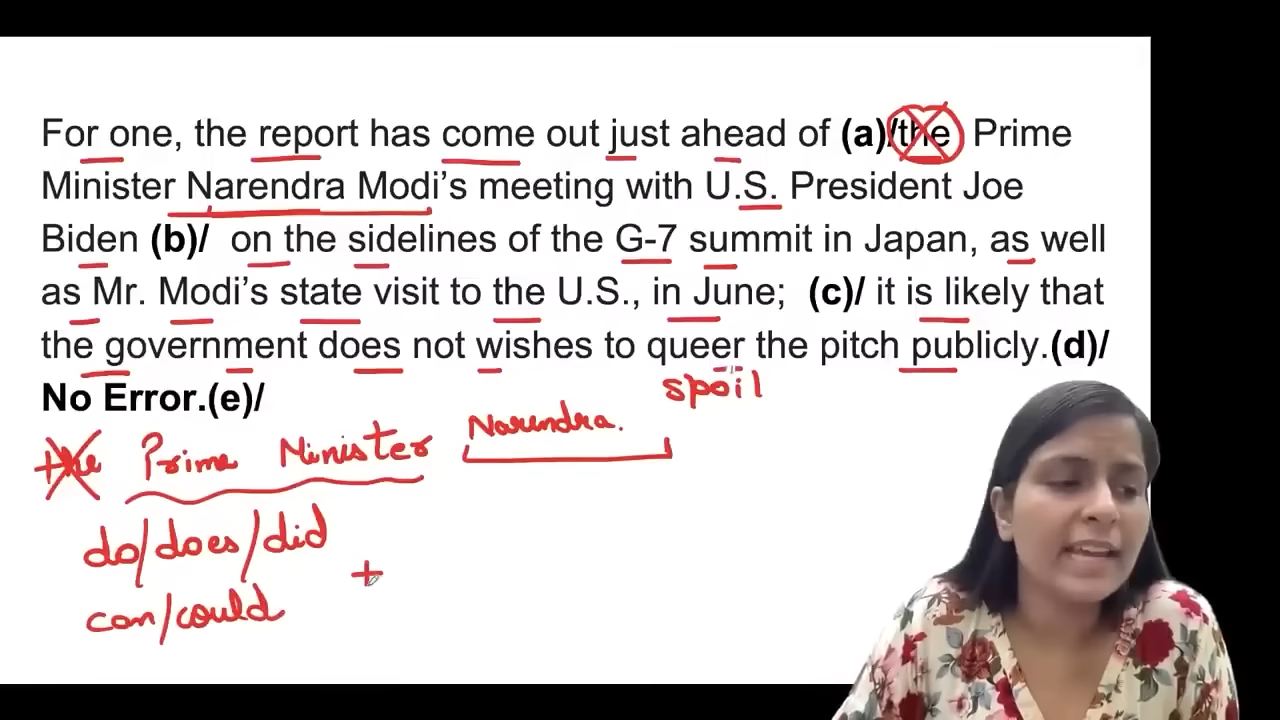 For one, the report has come out just ahead of (a)/the Prime
Minister Narendra Modi's meeting with U.S. President Joe
Biden (b)/ on the sidelines of the G-7 summit in Japan, as well
as Mr. Modi's state visit to the U.S., in June; (c)/ it is likely that
the government does not wishes to queer the pitch publicly.(d)/
spoil
No Error.(e)/
the Prime Minister Narendra.
do/does/did
+
can/could